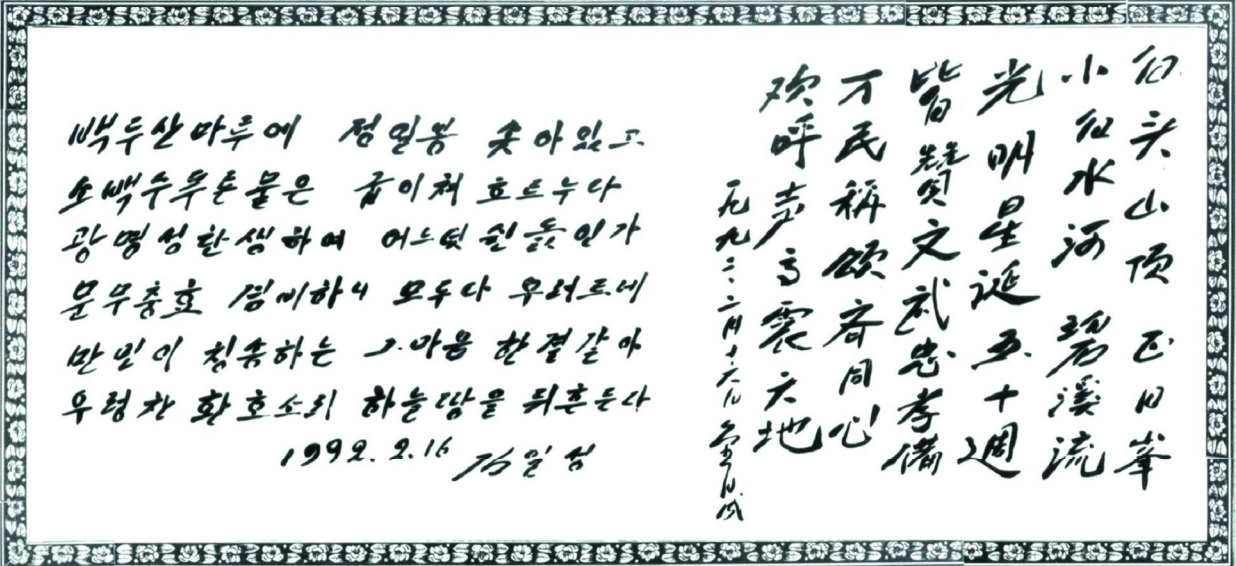 백두산마루에 정일봉 솟아있고
소백수푸른물은 굽이쳐 흐르누나
광명성탄생하여 어느덧 쉰돐인가
문무충효 겸비하니 모두다 우러르네
만민이 칭송하는 그마음 한결같아
우렁찬 환호소리 하늘땅을 뒤흔든다
1992. 2. 16 김일성
白头山顶 正日峯
小白水河 碧溪流
光明星誕五十週
皆贊文武忠孝備
万民稱頌齐同心
欢呼声高震天地
一九九二·二月十六日 金日成